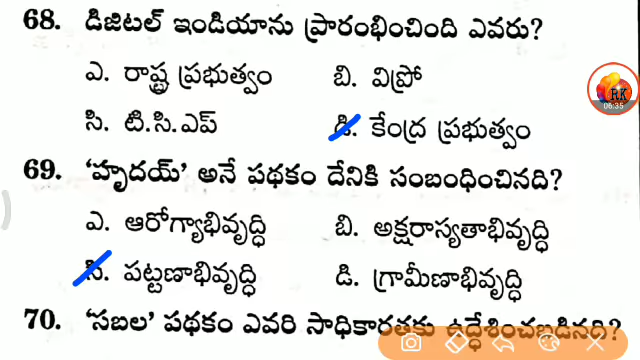 68. డిజిటల్ ఇండియాను ప్రారంభించింది ఎవరు?
ఎ. రాష్ట్ర ప్రభుత్వం బి. విప్రో
సి. టి.సి.ఎప్ డి. కేంద్ర ప్రభుత్వం
RK
06:35
69. ‘హృదయ్’ అనే పథకం దేనికి సంబంధించినది?
ఎ. ఆరోగ్యాభివృద్ధి బి. అక్షరాస్యతాభివృద్ధి
సి. పట్టణాభివృద్ధి డి. గ్రామీణాభివృద్ధి
70. ‘సబల’ పథకం ఎవరి సాధికారతకు ఉద్దేశించబడినది?